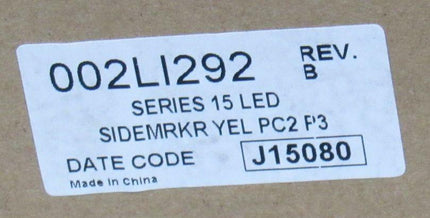 002LI292 REV. B
SERIES 15 LED
SIDEMRKR YEL PC2 P3
DATE CODE J15080
Made in China